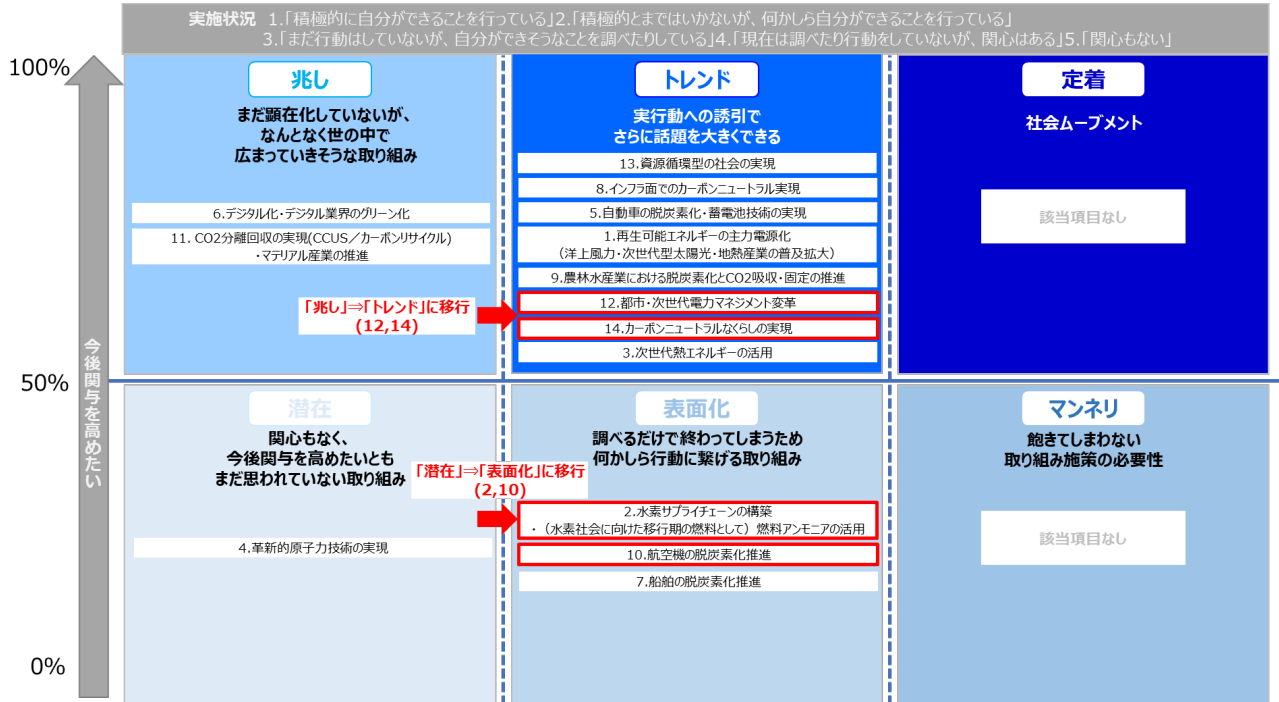 実施状況 1.「積極的に自分ができることを行っている」2.「積極的とまではいかないが、何かしら自分ができることを行っている」
3.「まだ行動はしていないが、自分ができそうなことを調べたりしている」4.「現在は調べたり行動をしていないが、関心はある」5.「関心もない」
100%
50%
0%
今後関与を高めたい
兆し
まだ顕在化していないが、
なんとなく世の中で
広まっていきそうな取り組み
6.デジタル化・デジタル業界のグリーン化
11. CO2分離回収の実現(CCUS／カーボンリサイクル)
・マテリアル産業の推進
「兆し」⇒「トレンド」に移行
(12,14)
トレンド
実行動への誘引で
さらに話題を大きくできる
13.資源循環型の社会の実現
8.インフラ面でのカーボンニュートラル実現
5.自動車の脱炭素化・蓄電池技術の実現
1.再生可能エネルギーの主力電源化
（洋上風力・次世代型太陽光・地熱産業の普及拡大）
9.農林水産業における脱炭素化とCO2吸収・固定の推進
12.都市・次世代電力マネジメント変革
14.カーボンニュートラルなくらしの実現
3.次世代熱エネルギーの活用
定着
社会ムーブメント
該当項目なし
潜在
関心もなく、
今後関与を高めたいとも
まだ思われていない取り組み
4.革新的原子力技術の実現
「潜在」⇒「表面化」に移行
(2,10)
表面化
調べるだけで終わってしまうため
何かしら行動に繋げる取り組み
2.水素サプライチェーンの構築
・（水素社会に向けた移行期の燃料として）燃料アンモニアの活用
10.航空機の脱炭素化推進
7.船舶の脱炭素化推進
マンネリ
飽きてしまわない
取り組み施策の必要性
該当項目なし